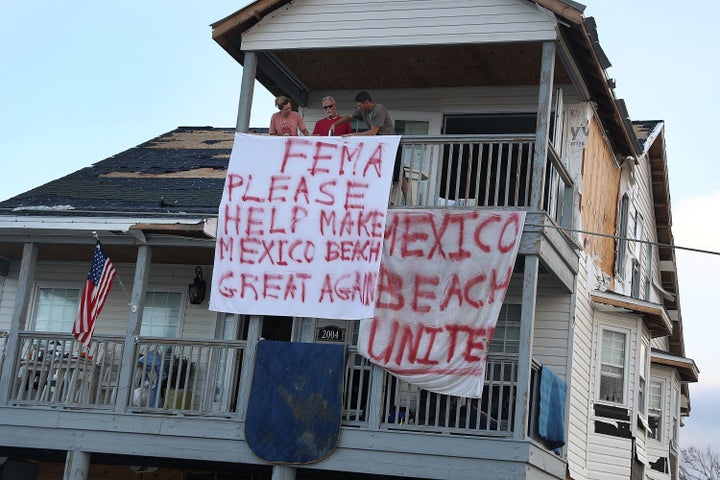 FEMA
PLEASE
HELP MAKE
MEXICO BEACH
GREAT AGAIN
MEXICO
BEACH
UNITE
2004